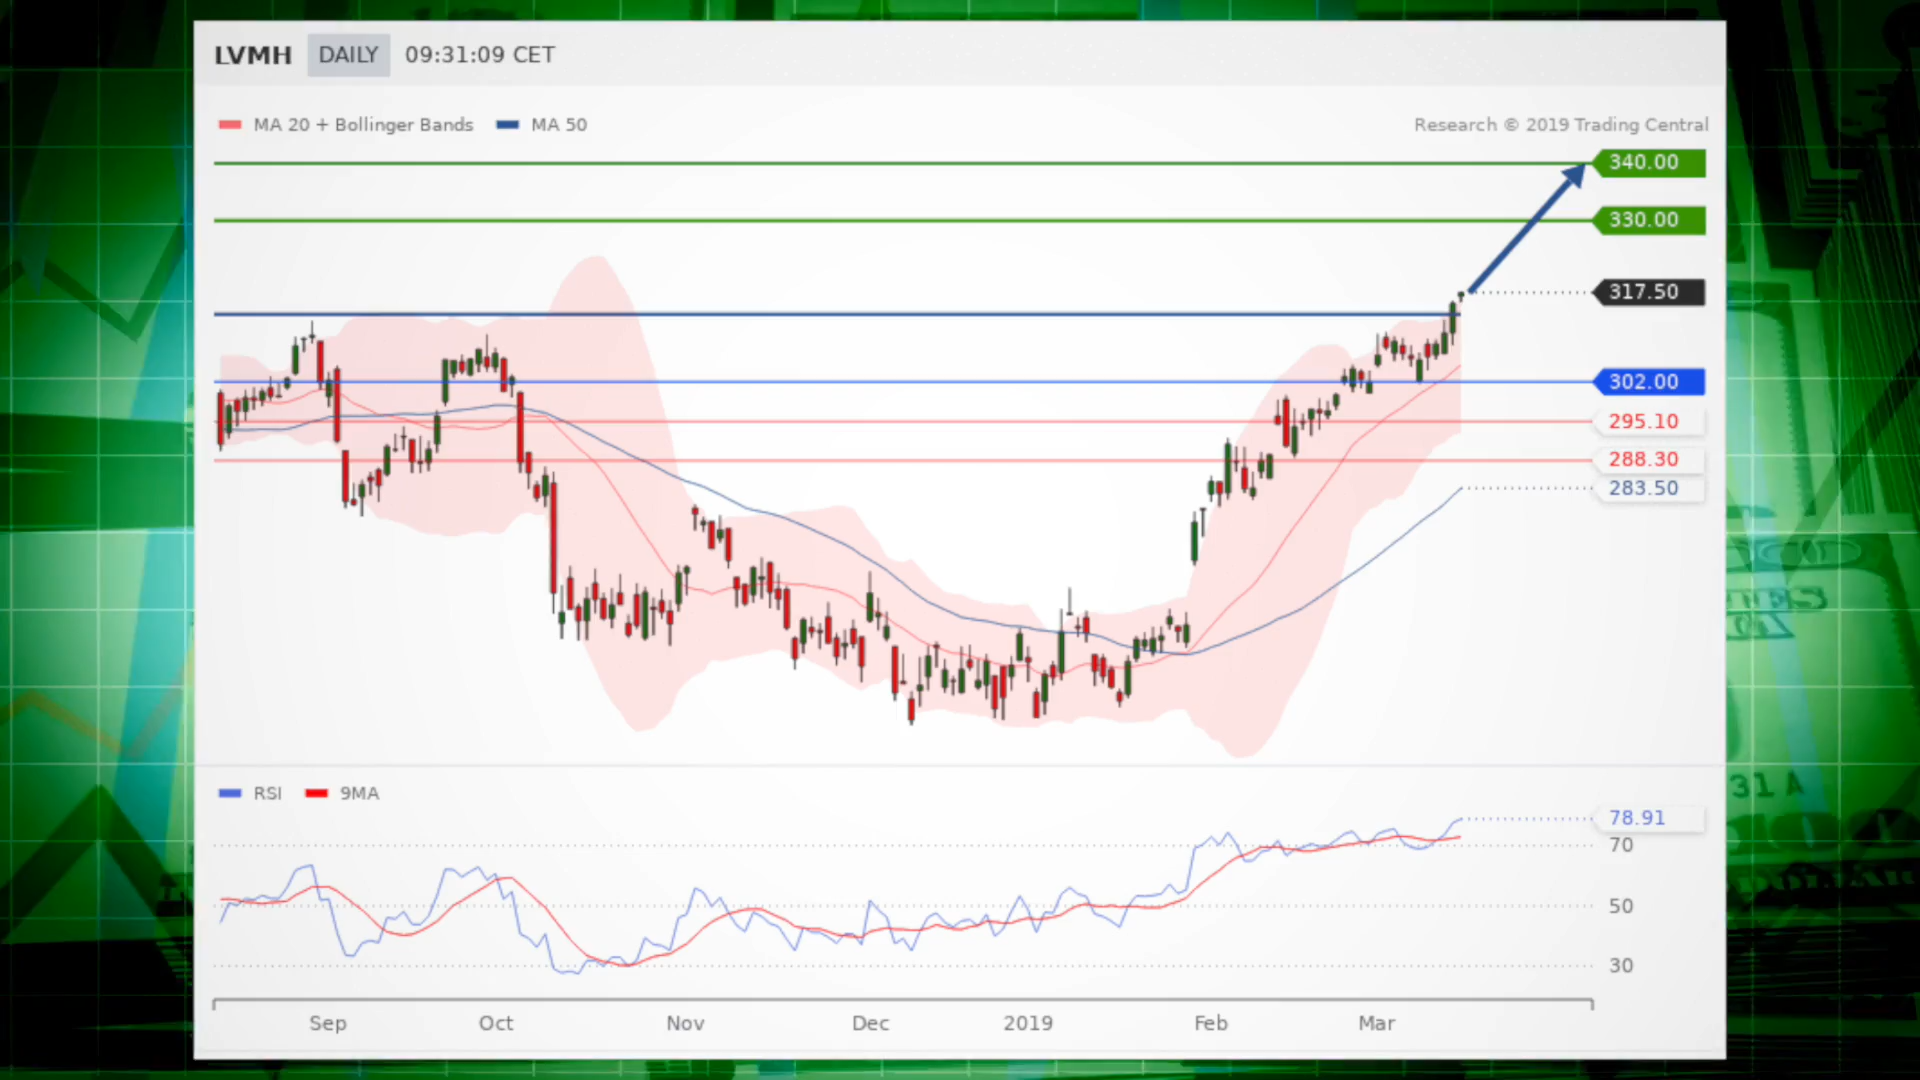 LVMH DAILY 09:31:09 CET
MA 20 + Bollinger Bands MA 50
Research © 2019 Trading Central
340.00
330.00
317.50
302.00
295.10
288.30
283.50
RSI 9MA
78.91
70
50
30
Sep Oct Nov Dec 2019 Feb Mar
31 A